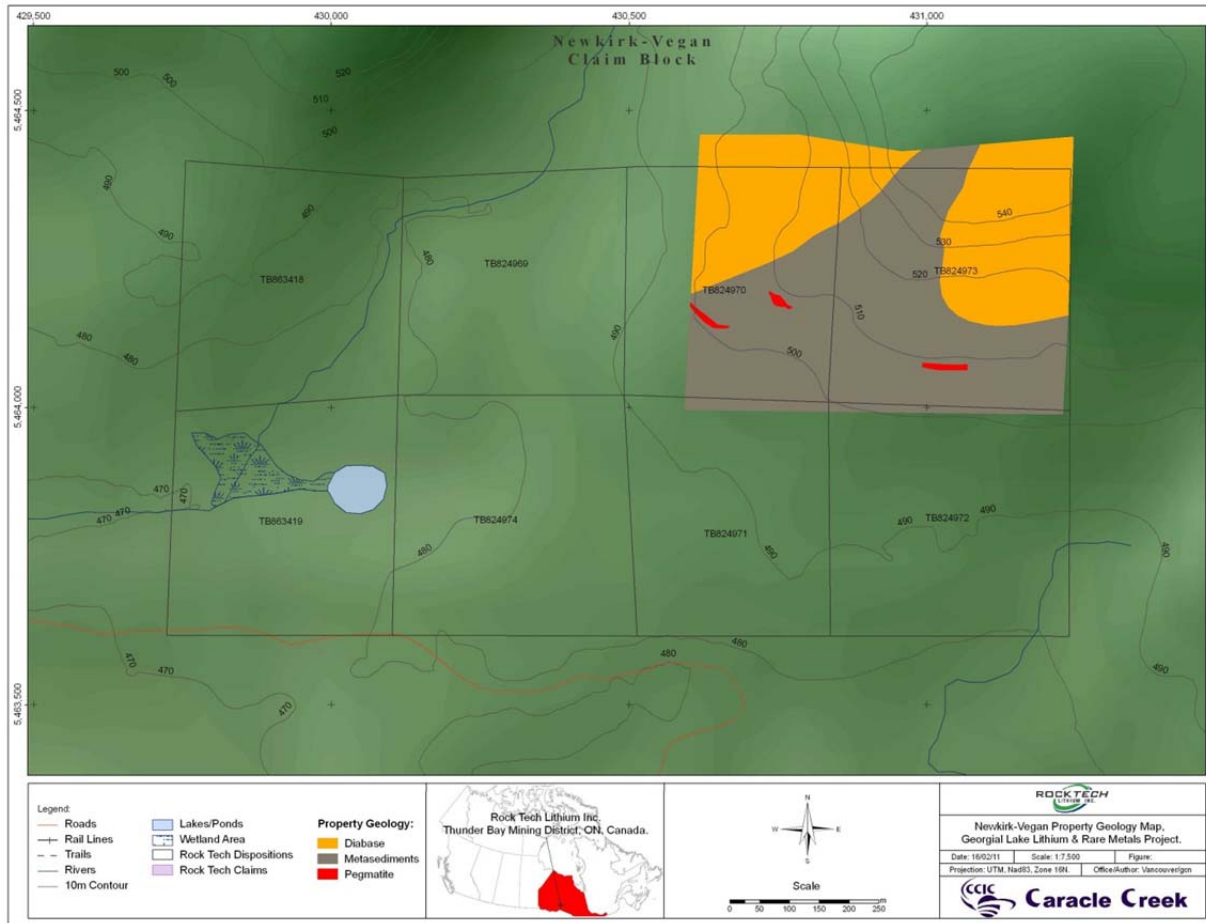 429,500
430,000
430,500
431,000
Newkirk-Vegan
Claim Block
5,464,500
5,464,000
5,463,500
500
500
520
510
500
490
490
490
480
480
480
490
540
530
520
510
500
TB863418
TB824969
TB824970
TB824973
470
470
470
470
470
TB863419
TB824974
480
TB824971
490
490
TB824972
490
490
490
470
470
470
480
480
Legend:
Roads
Rail Lines
Trails
Rivers
10m Contour
Lakes/Ponds
Wetland Area
Rock Tech Dispositions
Rock Tech Claims
Property Geology:
Diabase
Metasediments
Pegmatite
Rock Tech Lithium Inc.
Thunder Bay Mining District, ON, Canada.
N
W
E
S
Scale
m
0 50 100 150 200 250
ROCKTECH
LITHIUM INC.
Newkirk-Vegan Property Geology Map,
Georgial Lake Lithium & Rare Metals Project.
Date: 16/02/11 Scale: 1:7,500 Figure:
Projection: UTM, Nad83, Zone 16N. Office/Author: Vancouver/gcn
CCIC Caracle Creek